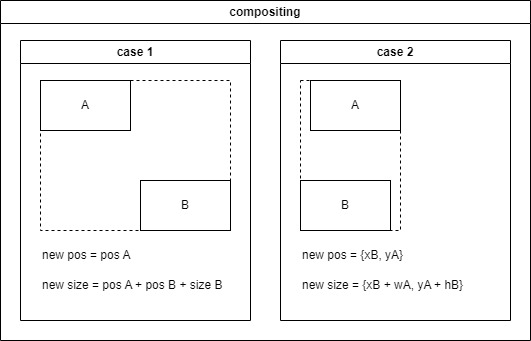 compositing
case 1
A
B
new pos = pos A
new size = pos A + pos B + size B
case 2
A
B
new pos = {xB, yA}
new size = {xB + wA, yA + hB}